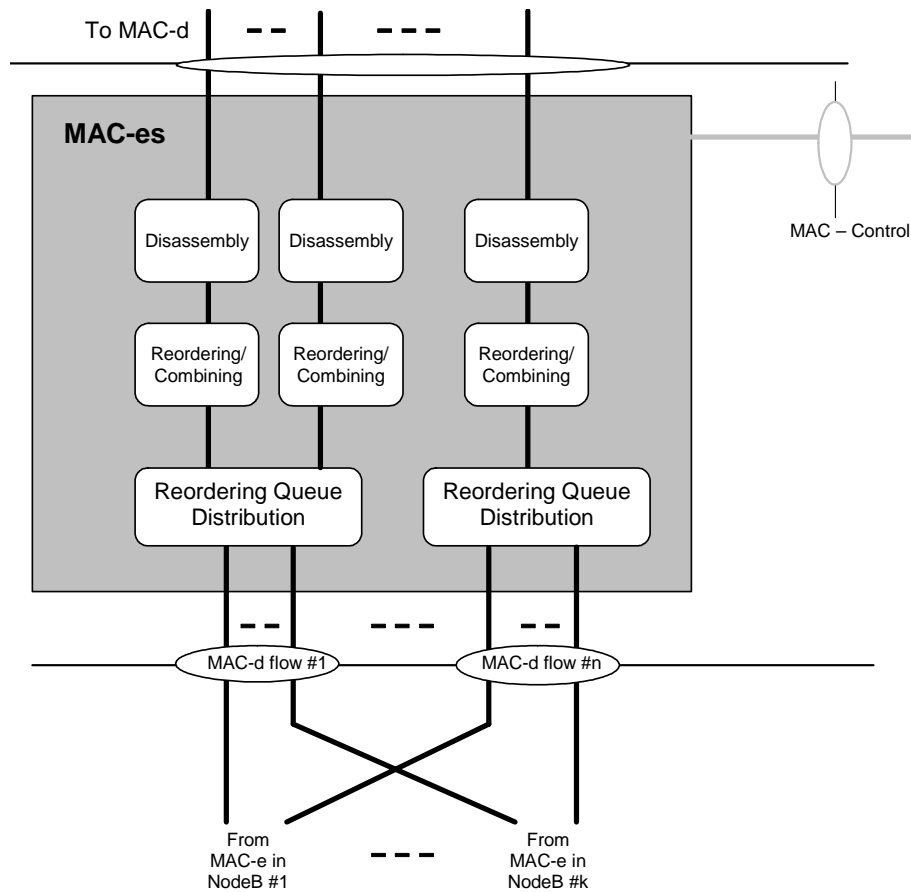 To MAC-d
MAC-es
MAC – Control
Disassembly
Disassembly
Disassembly
Reordering/
Combining
Reordering/
Combining
Reordering/
Combining
Reordering Queue
Distribution
Reordering Queue
Distribution
MAC-d flow #1
MAC-d flow #n
From
MAC-e in
NodeB #1
From
MAC-e in
NodeB #k